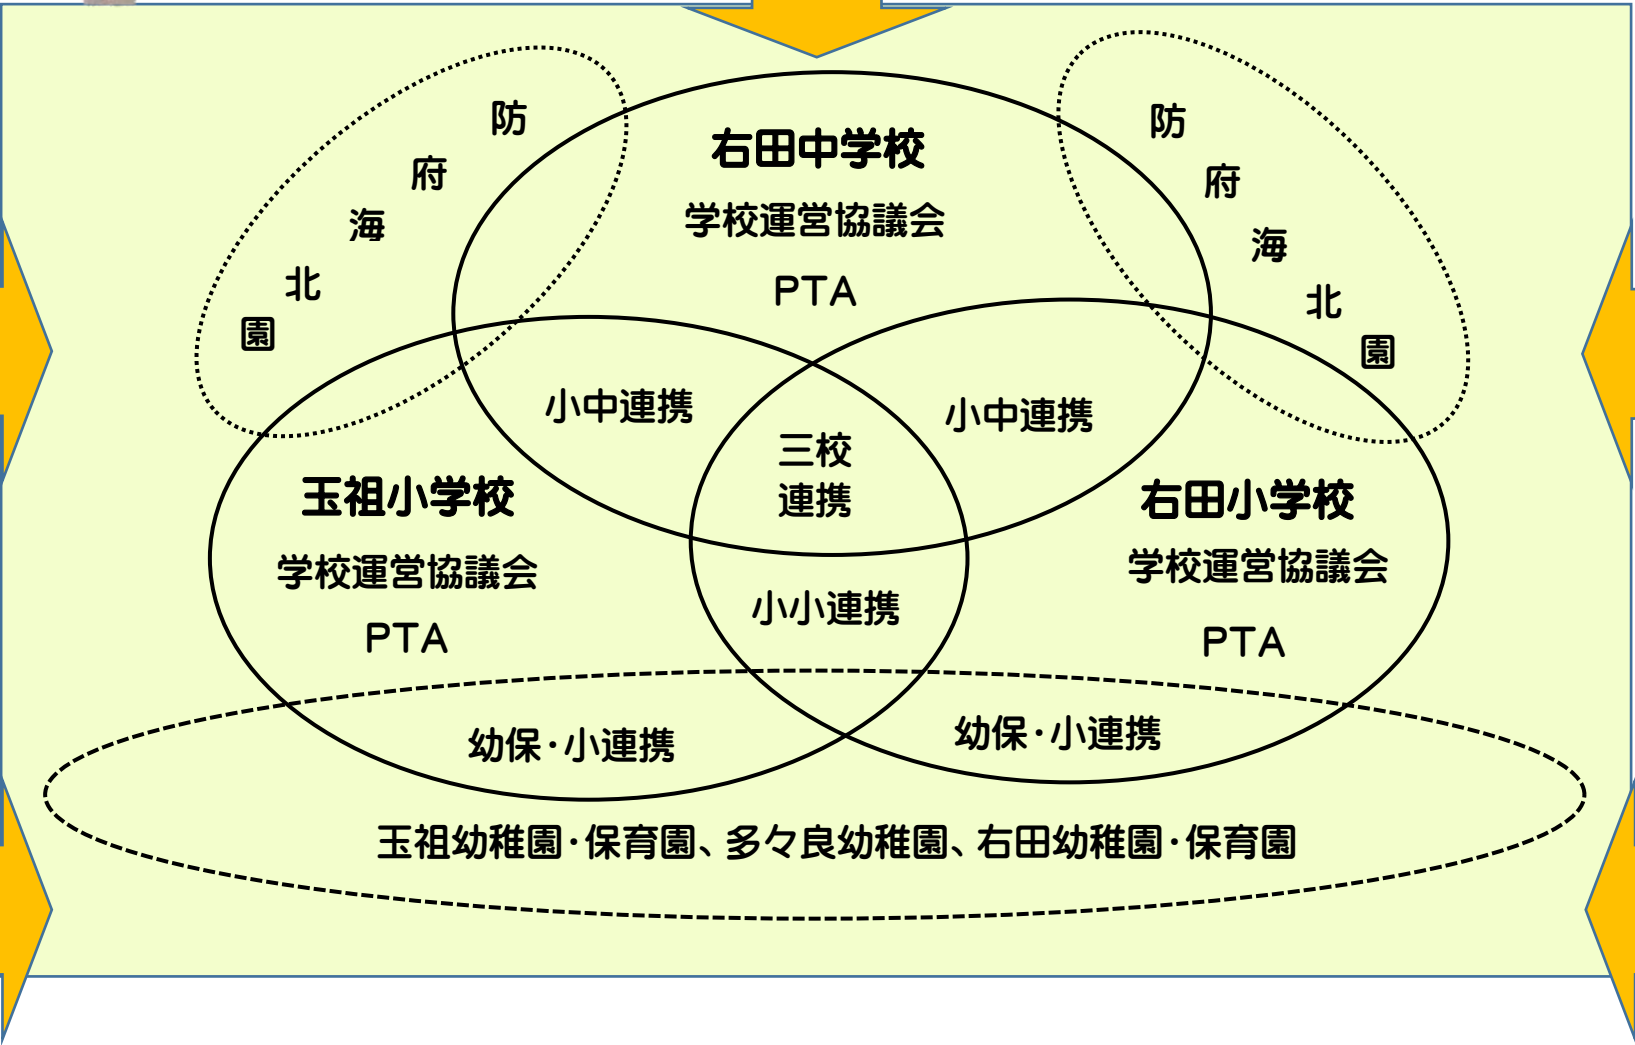 防府海北園
防府海北園
右田中学校
学校運営協議会
PTA
小中連携
小中連携
三校
連携
玉祖小学校
学校運営協議会
PTA
右田小学校
学校運営協議会
PTA
小小連携
幼保・小連携
幼保・小連携
玉祖幼稚園・保育園、多々良幼稚園、右田幼稚園・保育園